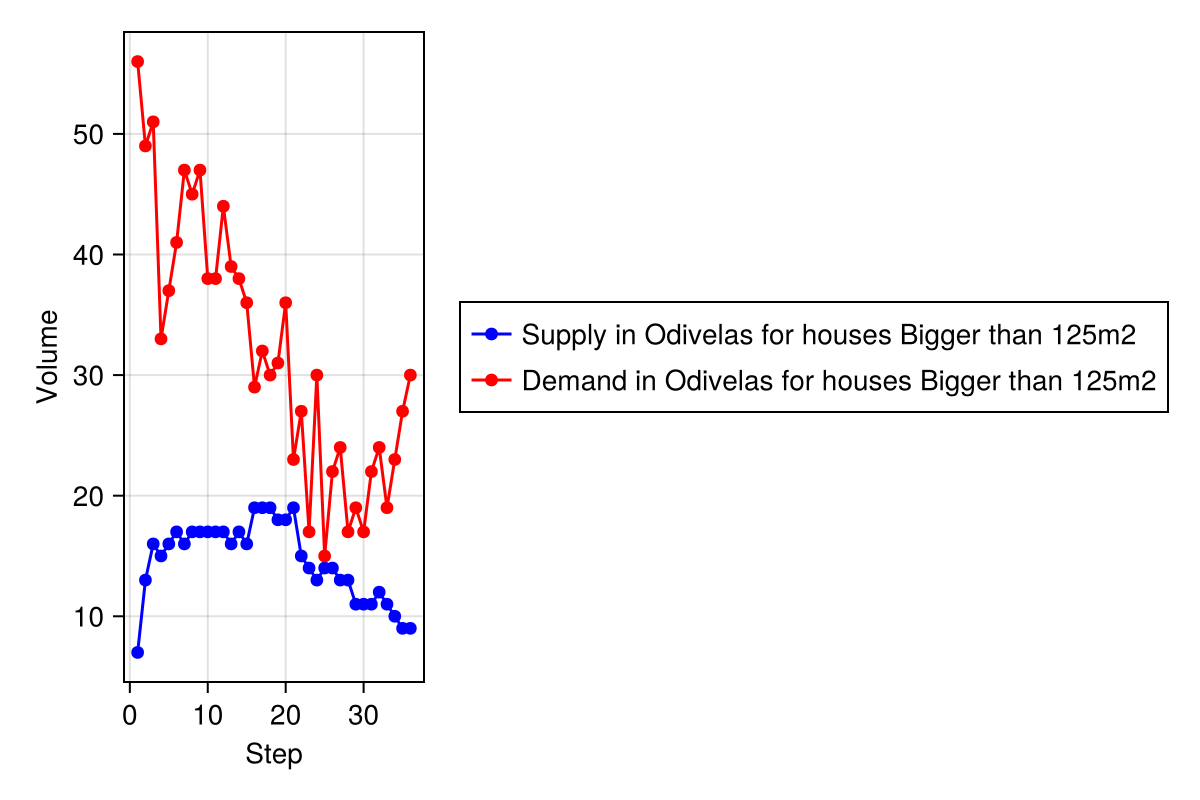 Volume
50
40
30
20
10
0 10 20 30
Step
Supply in Odivelas for houses Bigger than 125m2
Demand in Odivelas for houses Bigger than 125m2